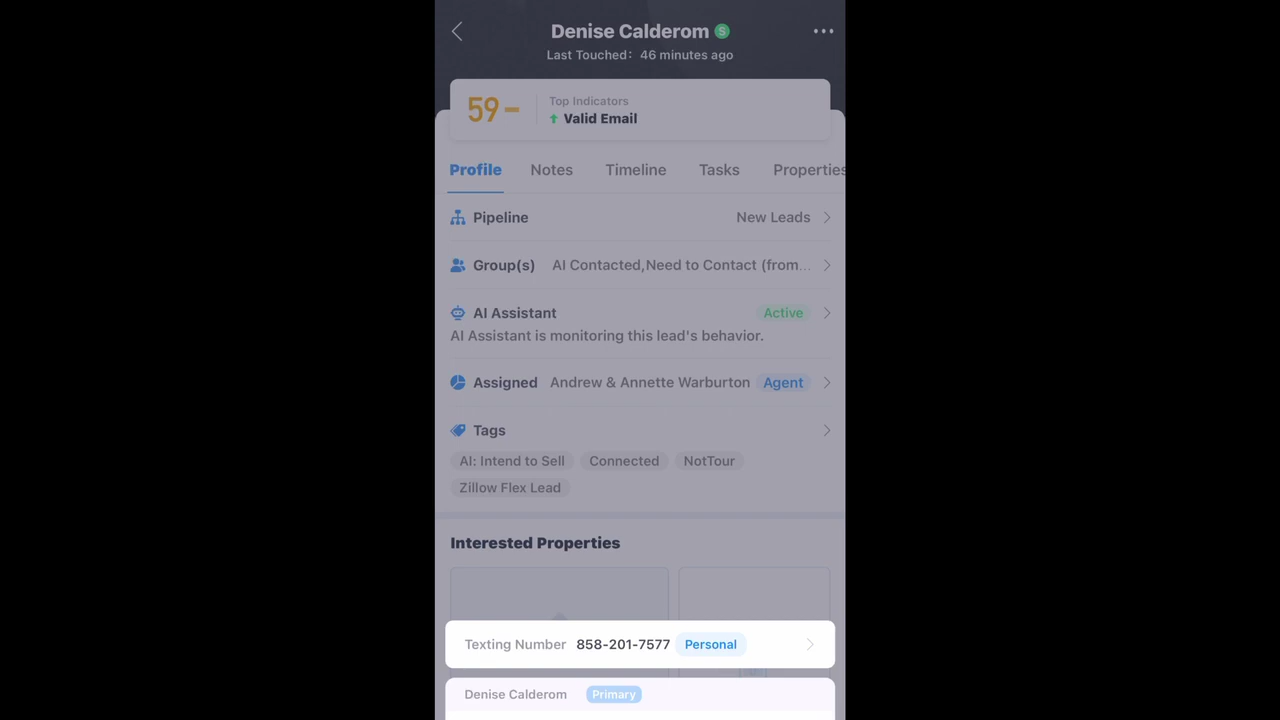 Denise Calderom S
Last Touched: 46 minutes ago
59 –
Top Indicators
Valid Email
Profile Notes Timeline Tasks Properties
Pipeline New Leads
Group(s) AI Contacted,Need to Contact (from...
AI Assistant Active
AI Assistant is monitoring this lead's behavior.
Assigned Andrew & Annette Warburton Agent
Tags
AI: Intend to Sell Connected NotTour
Zillow Flex Lead
Interested Properties
Texting Number 858-201-7577 Personal
Denise Calderom Primary